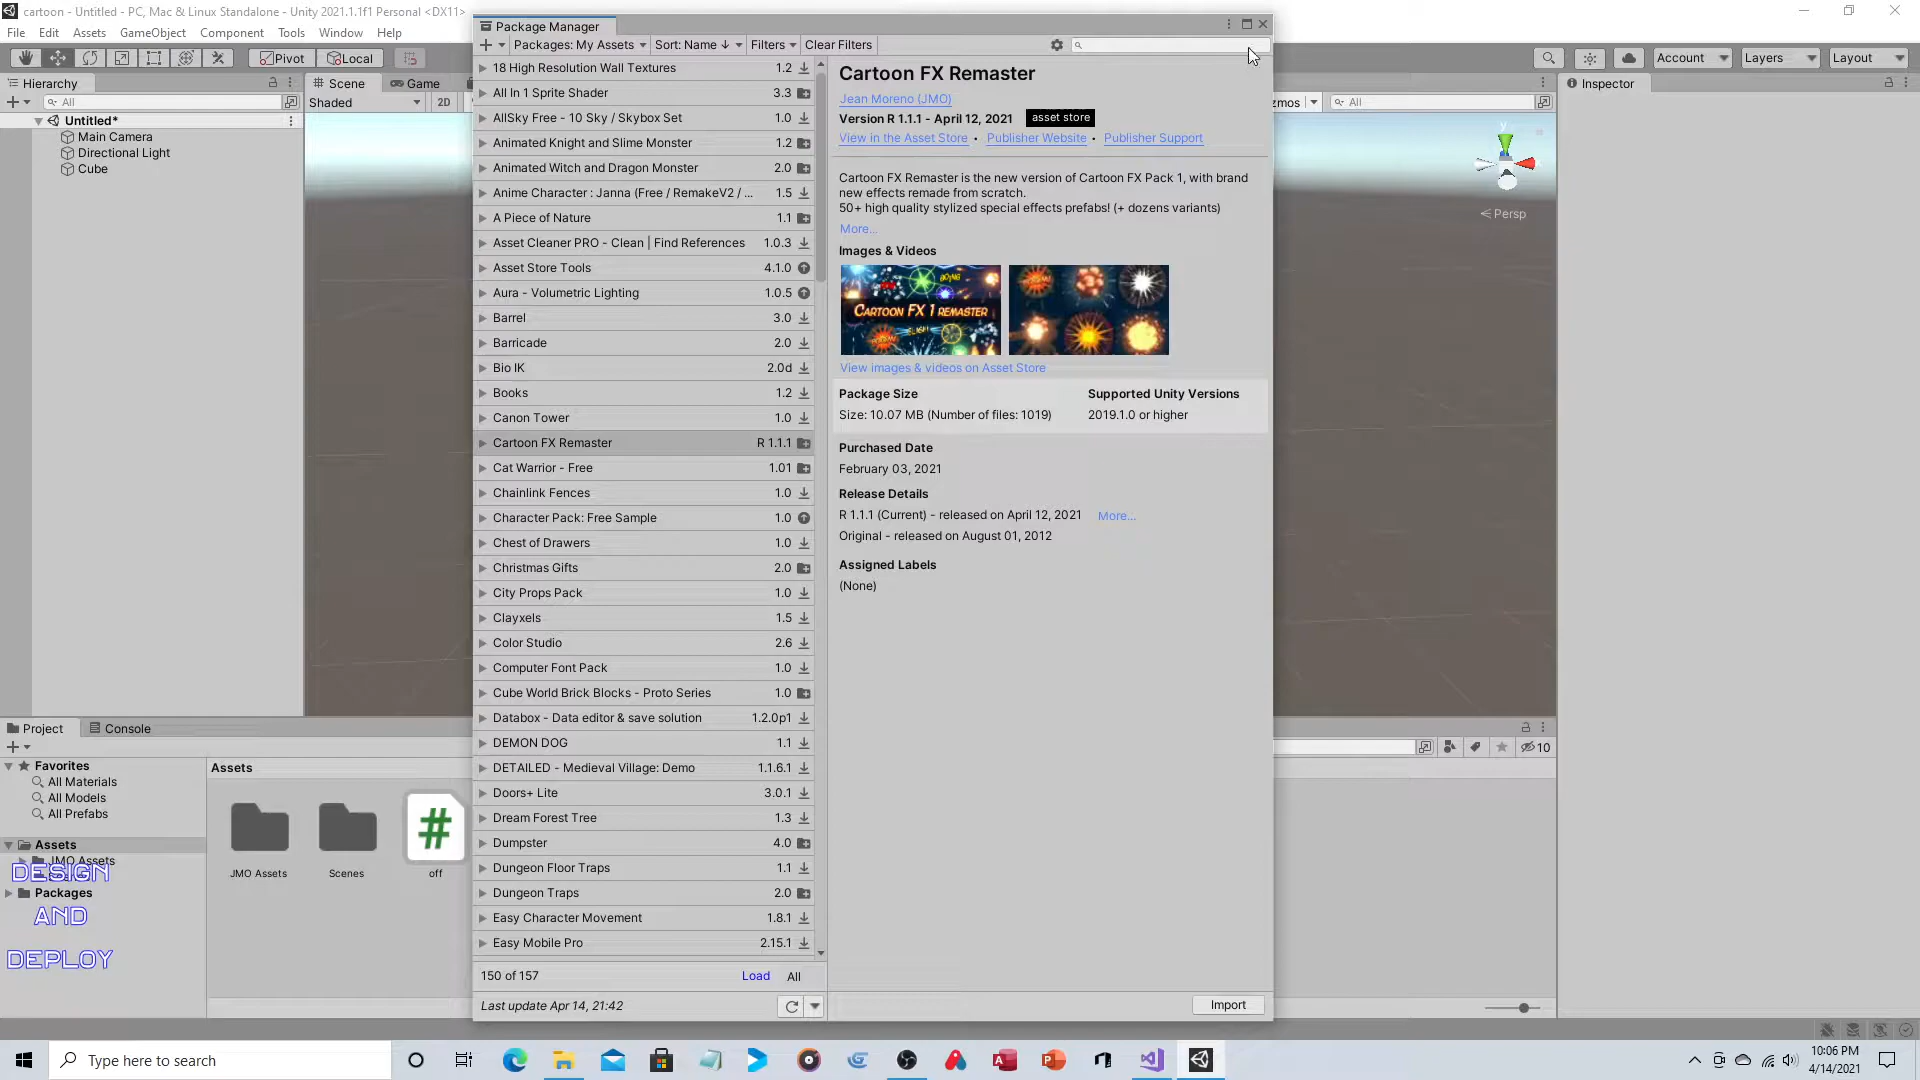 cartoon - Untitled - PC, Mac & Linux Standalone - Unity 2021.1.1f1 Personal <DX11>
File Edit Assets GameObject Component Tools Window Help
Pivot Local
Account Layers Layout
Hierarchy
All
Untitled*
Main Camera
Directional Light
Cube
Scene Game
Shaded 2D
Package Manager
Packages: My Assets Sort: Name ↓ Filters Clear Filters
18 High Resolution Wall Textures 1.2
All In 1 Sprite Shader 3.3
AllSky Free - 10 Sky / Skybox Set 1.0
Animated Knight and Slime Monster 1.2
Animated Witch and Dragon Monster 2.0
Anime Character : Janna (Free / RemakeV2 / ... 1.5
A Piece of Nature 1.1
Asset Cleaner PRO - Clean | Find References 1.0.3
Asset Store Tools 4.1.0
Aura - Volumetric Lighting 1.0.5
Barrel 3.0
Barricade 2.0
Bio IK 2.0d
Books 1.2
Canon Tower 1.0
Cartoon FX Remaster R 1.1.1
Cat Warrior - Free 1.01
Chainlink Fences 1.0
Character Pack: Free Sample 1.0
Chest of Drawers 1.0
Christmas Gifts 2.0
City Props Pack 1.0
Clayxels 1.5
Color Studio 2.6
Computer Font Pack 1.0
Cube World Brick Blocks - Proto Series 1.0
Databox - Data editor & save solution 1.2.0p1
DEMON DOG 1.1
DETAILED - Medieval Village: Demo 1.1.6.1
Doors+ Lite 3.0.1
Dream Forest Tree 1.3
Dumpster 4.0
Dungeon Floor Traps 1.1
Dungeon Traps 2.0
Easy Character Movement 1.8.1
Easy Mobile Pro 2.15.1
150 of 157 Load All
Last update Apr 14, 21:42
Cartoon FX Remaster
Jean Moreno (JMO)
Version R 1.1.1 - April 12, 2021 asset store
View in the Asset Store • Publisher Website • Publisher Support
Cartoon FX Remaster is the new version of Cartoon FX Pack 1, with brand
new effects remade from scratch.
50+ high quality stylized special effects prefabs! (+ dozens variants)
More...
Images & Videos
BOING
CARTOON FX 1 REMASTER
View images & videos on Asset Store
Package Size Supported Unity Versions
Size: 10.07 MB (Number of files: 1019) 2019.1.0 or higher
Purchased Date
February 03, 2021
Release Details
R 1.1.1 (Current) - released on April 12, 2021 More...
Original - released on August 01, 2012
Assigned Labels
(None)
Import
zmos All
y
Persp
Inspector
Project Console
10
Favorites
All Materials
All Models
All Prefabs
Assets
JMO Assets
Packages
DESIGN
AND
DEPLOY
Assets
JMO Assets Scenes off
#
Type here to search
10:06 PM
4/14/2021